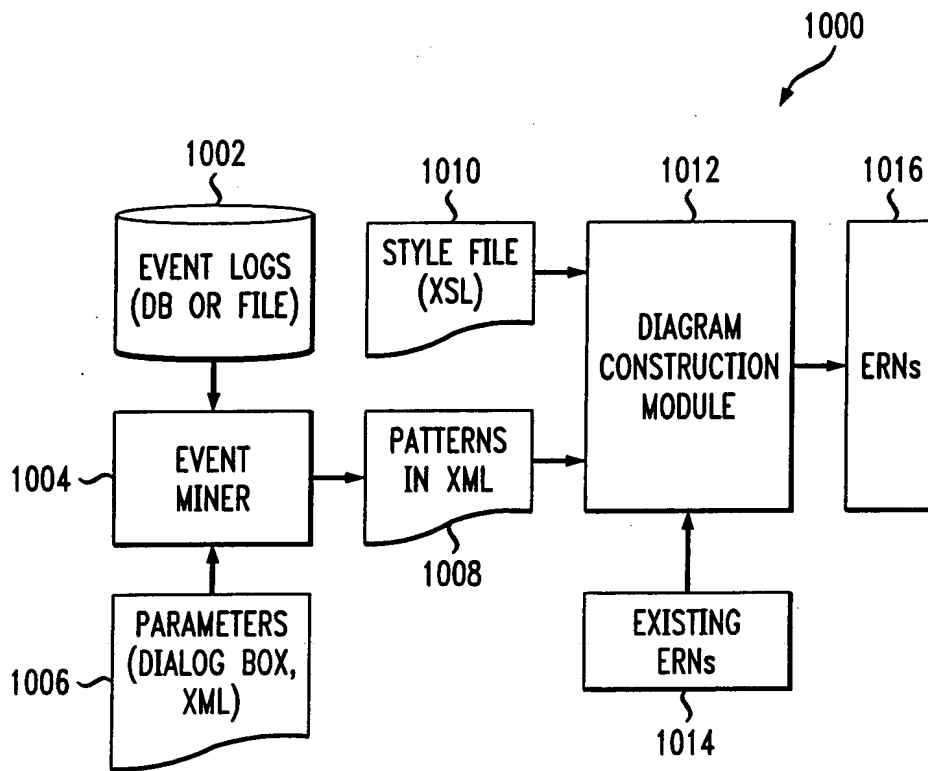 1000
1002
EVENT LOGS
(DB OR FILE)
1010
STYLE FILE
(XSL)
1012
DIAGRAM
CONSTRUCTION
MODULE
1016
ERNs
1004
EVENT
MINER
PATTERNS
IN XML
1008
1006
PARAMETERS
(DIALOG BOX,
XML)
EXISTING
ERNs
1014